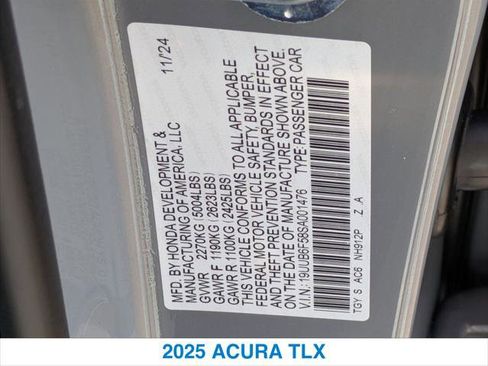 MFD. BY HONDA DEVELOPMENT & 11/24
MANUFACTURING OF AMERICA, LLC
GVWR 2270KG (5004LBS)
GAWR F 1190KG (2623LBS)
GAWR R 1100KG (2425LBS)
THIS VEHICLE CONFORMS TO ALL APPLICABLE
FEDERAL MOTOR VEHICLE SAFETY, BUMPER,
AND THEFT PREVENTION STANDARDS IN EFFECT
ON THE DATE OF MANUFACTURE SHOWN ABOVE.
V.I.N: 19UUB6F58SA001476 TYPE: PASSENGER CAR
TGY S AC6 NH912P Z _A
2025 ACURA TLX